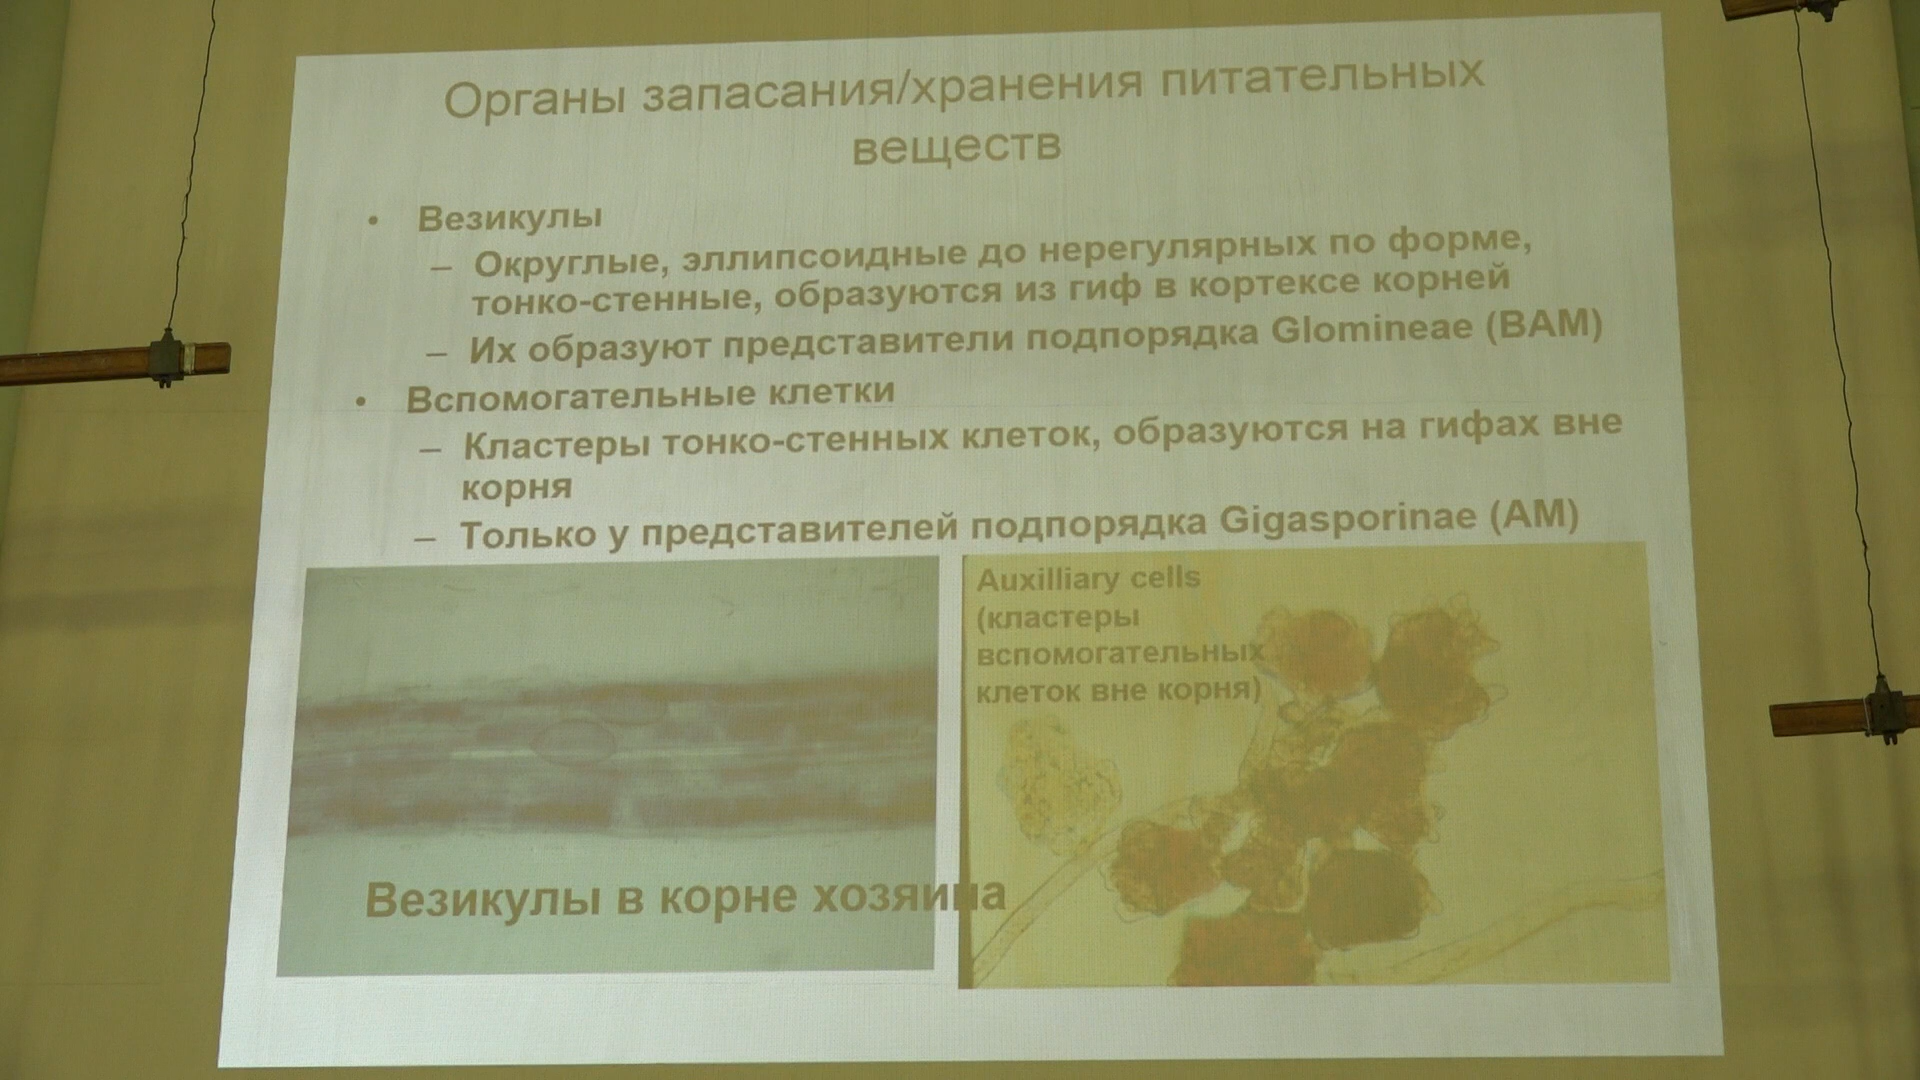 Органы запасания/хранения питательных
веществ
• Везикулы
– Округлые, эллипсоидные до нерегулярных по форме,
тонко-стенные, образуются из гиф в кортексе корней
– Их образуют представители подпорядка Glomineae (ВАМ)
• Вспомогательные клетки
– Кластеры тонко-стенных клеток, образуются на гифах вне
корня
– Только у представителей подпорядка Gigasporinae (АМ)
Везикулы в корне хозяина
Auxilliary cells
(кластеры
вспомогательных
клеток вне корня)